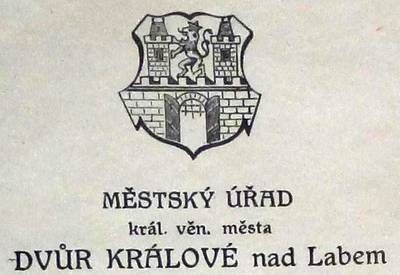 MĚSTSKÝ ÚŘAD
král. věn. města
DVŮR KRÁLOVÉ nad Labem